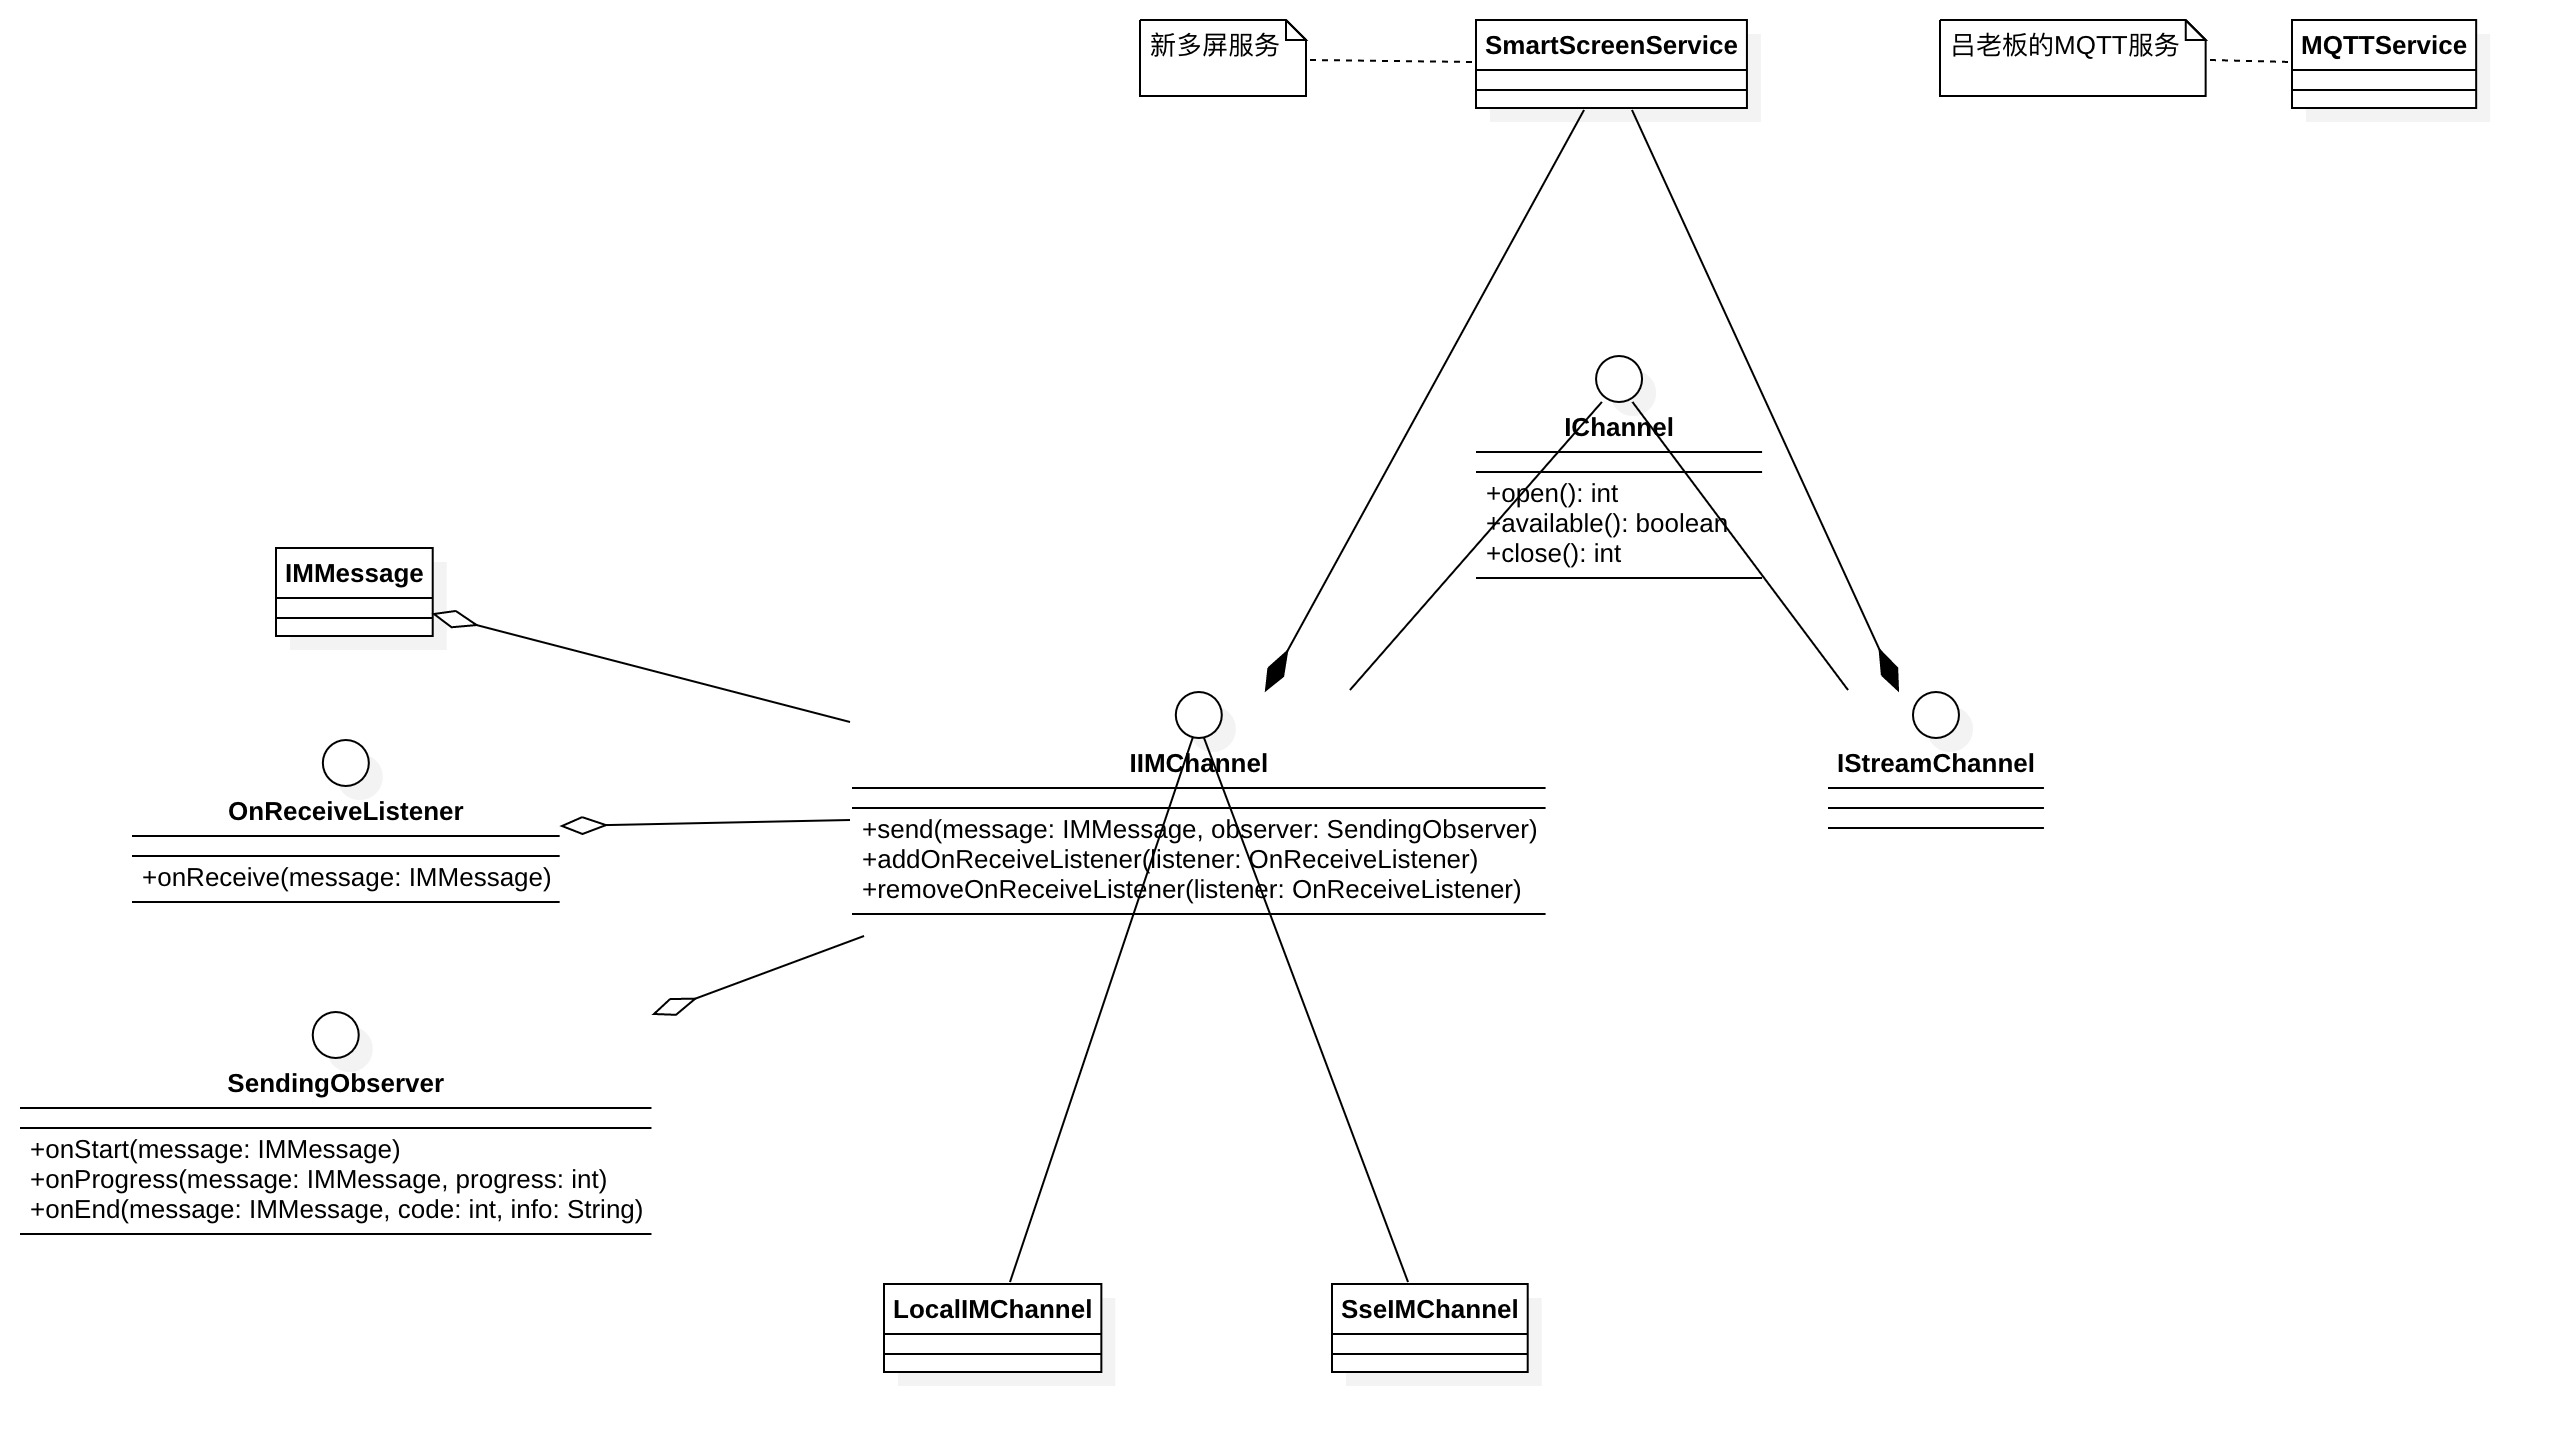 新多屏服务
SmartScreenService
吕老板的MQTT服务
MQTTService
IChannel
+open(): int
+available(): boolean
+close(): int
IMMessage
OnReceiveListener
+onReceive(message: IMMessage)
IIMChannel
+send(message: IMMessage, observer: SendingObserver)
+addOnReceiveListener(listener: OnReceiveListener)
+removeOnReceiveListener(listener: OnReceiveListener)
IStreamChannel
SendingObserver
+onStart(message: IMMessage)
+onProgress(message: IMMessage, progress: int)
+onEnd(message: IMMessage, code: int, info: String)
LocalIMChannel
SseIMChannel